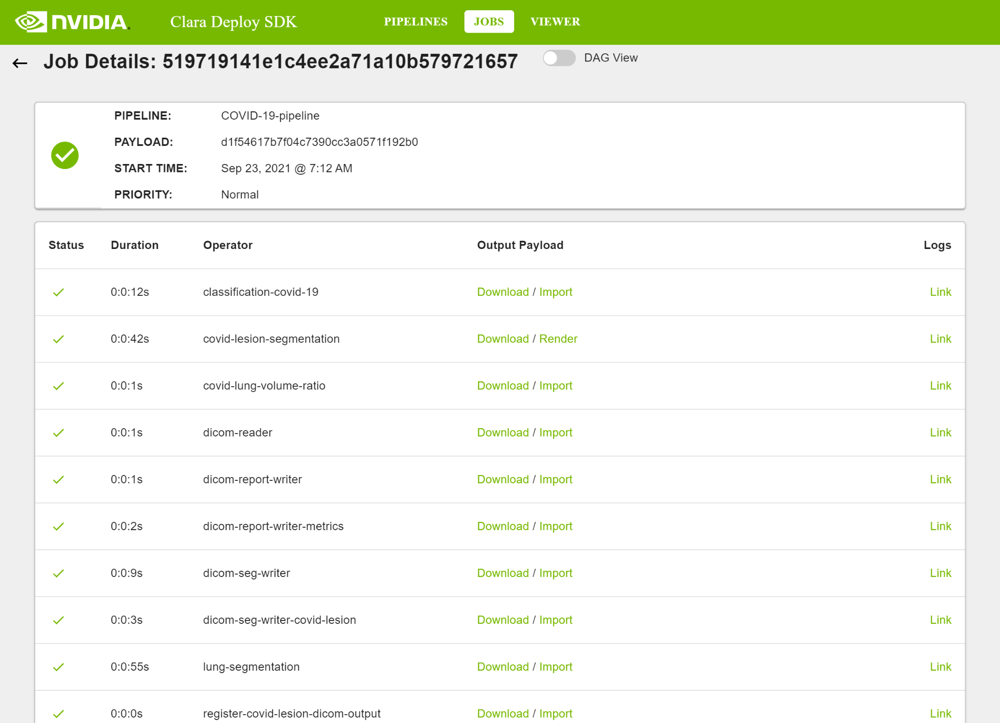 NVIDIA® Clara Deploy SDK PIPELINES JOBS VIEWER
Job Details: 519719141e1c4ee2a71a10b579721657 DAG View
PIPELINE: COVID-19-pipeline
PAYLOAD: d1f54617b7f04c7390cc3a0571f192b0
START TIME: Sep 23, 2021 @ 7:12 AM
PRIORITY: Normal
Status Duration Operator Output Payload Logs
0:0:12s classification-covid-19 Download / Import Link
0:0:42s covid-lesion-segmentation Download / Render Link
0:0:1s covid-lung-volume-ratio Download / Import Link
0:0:1s dicom-reader Download / Import Link
0:0:1s dicom-report-writer Download / Import Link
0:0:2s dicom-report-writer-metrics Download / Import Link
0:0:9s dicom-seg-writer Download / Import Link
0:0:3s dicom-seg-writer-covid-lesion Download / Import Link
0:0:55s lung-segmentation Download / Import Link
0:0:0s register-covid-lesion-dicom-output Download / Import Link